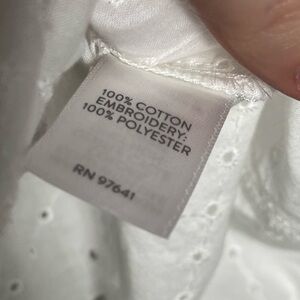 100% COTTON
EMBROIDERY:
100% POLYESTER
RN 97641